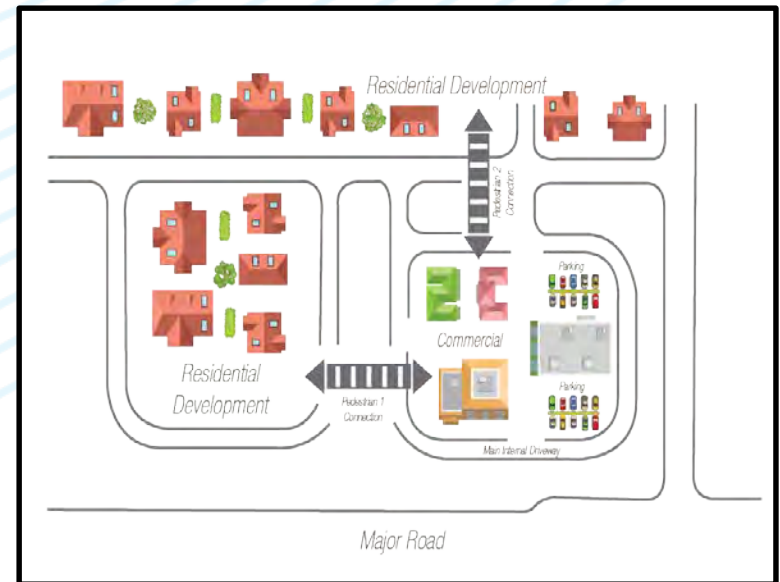 Residential Development
Pedestrian 2
Connection
Parking
Commercial
Residential
Development
Pedestrian 1
Connection
Parking
Main Internal Driveway
Major Road